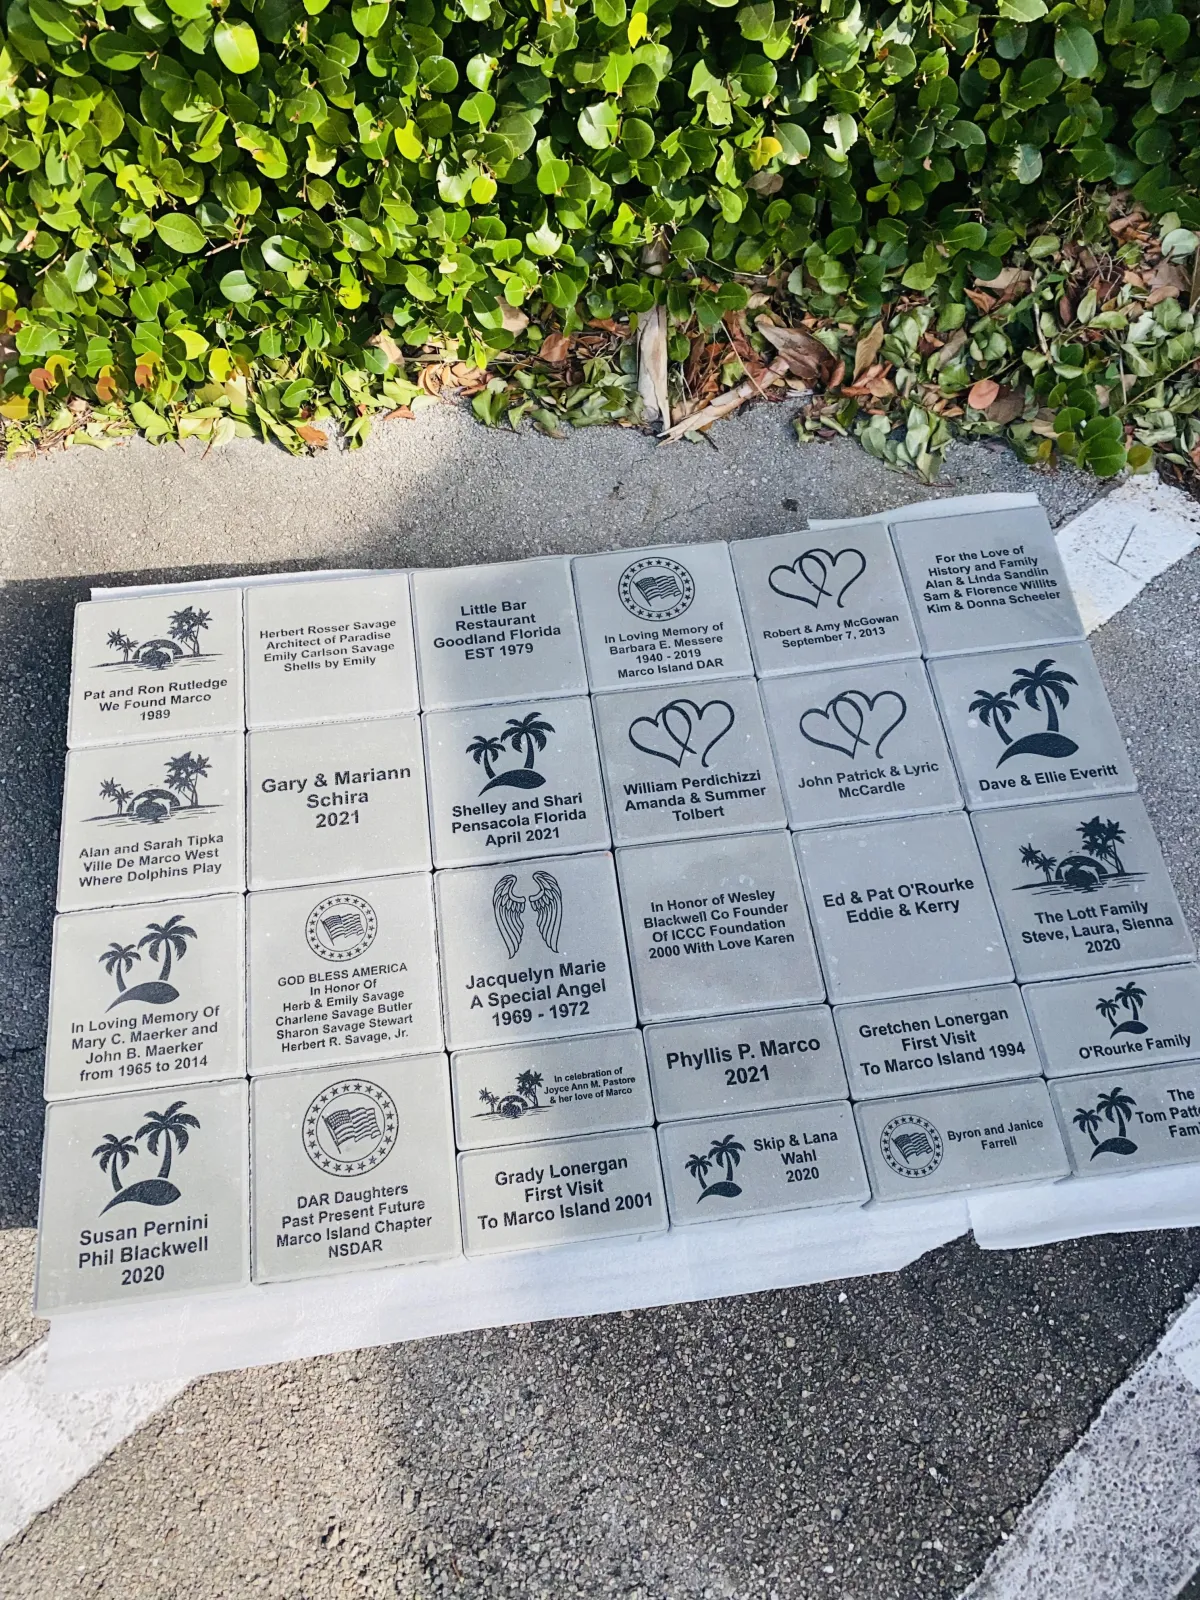 Pat and Ron Rutledge
We Found Marco
1989
Herbert Rosser Savage
Architect of Paradise
Emily Carlson Savage
Shells by Emily
Little Bar
Restaurant
Goodland Florida
EST 1979
In Loving Memory of
Barbara E. Messere
1940 - 2019
Marco Island DAR
Robert & Amy McGowan
September 7, 2013
For the Love of
History and Family
Alan & Linda Sandlin
Sam & Florence Willits
Kim & Donna Scheeler
Alan and Sarah Tipka
Ville De Marco West
Where Dolphins Play
Gary & Mariann
Schira
2021
Shelley and Shari
Pensacola Florida
April 2021
William Perdichizzi
Amanda & Summer
Tolbert
John Patrick & Lyric
McCardle
Dave & Ellie Everitt
In Loving Memory Of
Mary C. Maerker and
John B. Maerker
from 1965 to 2014
GOD BLESS AMERICA
In Honor Of
Herb & Emily Savage
Charlene Savage Butler
Sharon Savage Stewart
Herbert R. Savage, Jr.
Jacquelyn Marie
A Special Angel
1969 - 1972
In Honor of Wesley
Blackwell Co Founder
Of ICCC Foundation
2000 With Love Karen
Ed & Pat O'Rourke
Eddie & Kerry
The Lott Family
Steve, Laura, Sienna
2020
Susan Pernini
Phil Blackwell
2020
DAR Daughters
Past Present Future
Marco Island Chapter
NSDAR
In celebration of
Joyce Ann M. Pastore
& her love of Marco
Phyllis P. Marco
2021
Gretchen Lonergan
First Visit
To Marco Island 1994
O'Rourke Family
Grady Lonergan
First Visit
To Marco Island 2001
Skip & Lana
Wahl
2020
Byron and Janice
Farrell
The
Tom